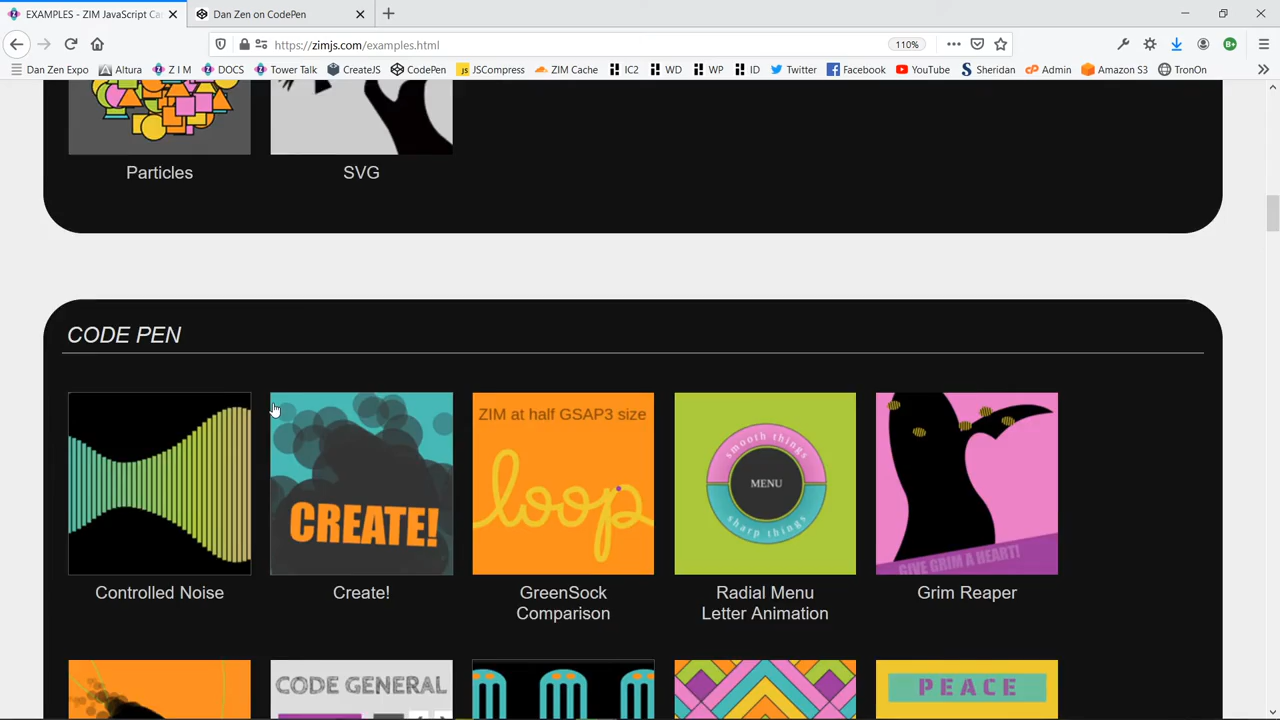 EXAMPLES - ZIM JavaScript Ca
Dan Zen on CodePen
https://zimjs.com/examples.html
110%
Dan Zen Expo
Altura
Z I M
DOCS
Tower Talk
CreateJS
CodePen
JSCompress
ZIM Cache
IC2
WD
WP
ID
Twitter
Facebook
YouTube
Sheridan
Admin
Amazon S3
TronOn
Particles
SVG
CODE PEN
ZIM at half GSAP3 size
loop
CREATE!
smooth things
MENU
sharp things
GIVE GRIM A HEART!
Controlled Noise
Create!
GreenSock
Comparison
Radial Menu
Letter Animation
Grim Reaper
CODE GENERAL
PEACE